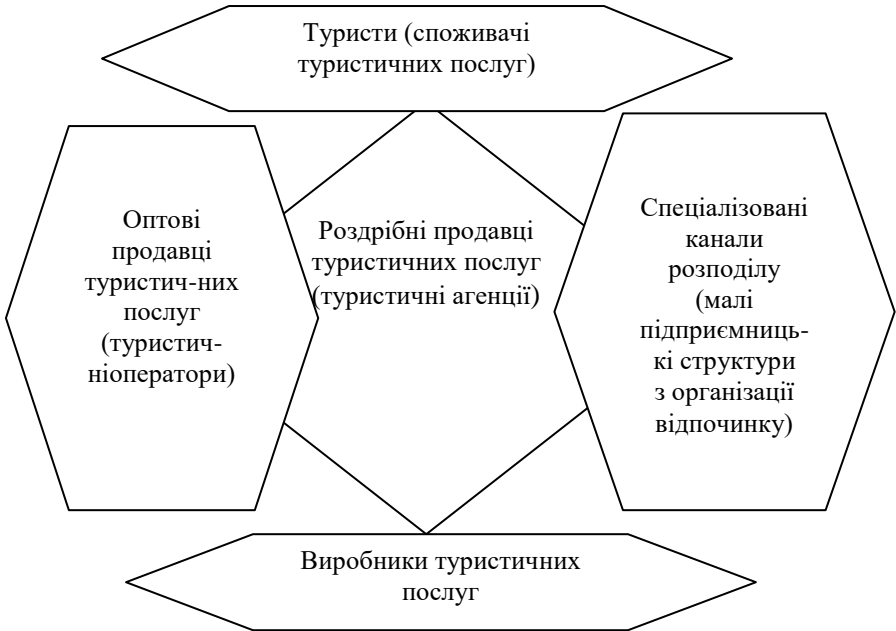 Туристи (споживачі
туристичних послуг)
Оптові
продавці
туристич-них
послуг
(туристич-
ніоператори)
Роздрібні продавці
туристичних послуг
(туристичні агенції)
Спеціалізовані
канали
розподілу
(малі
підприємниць-
кі структури
з організації
відпочинку)
Виробники туристичних
послуг